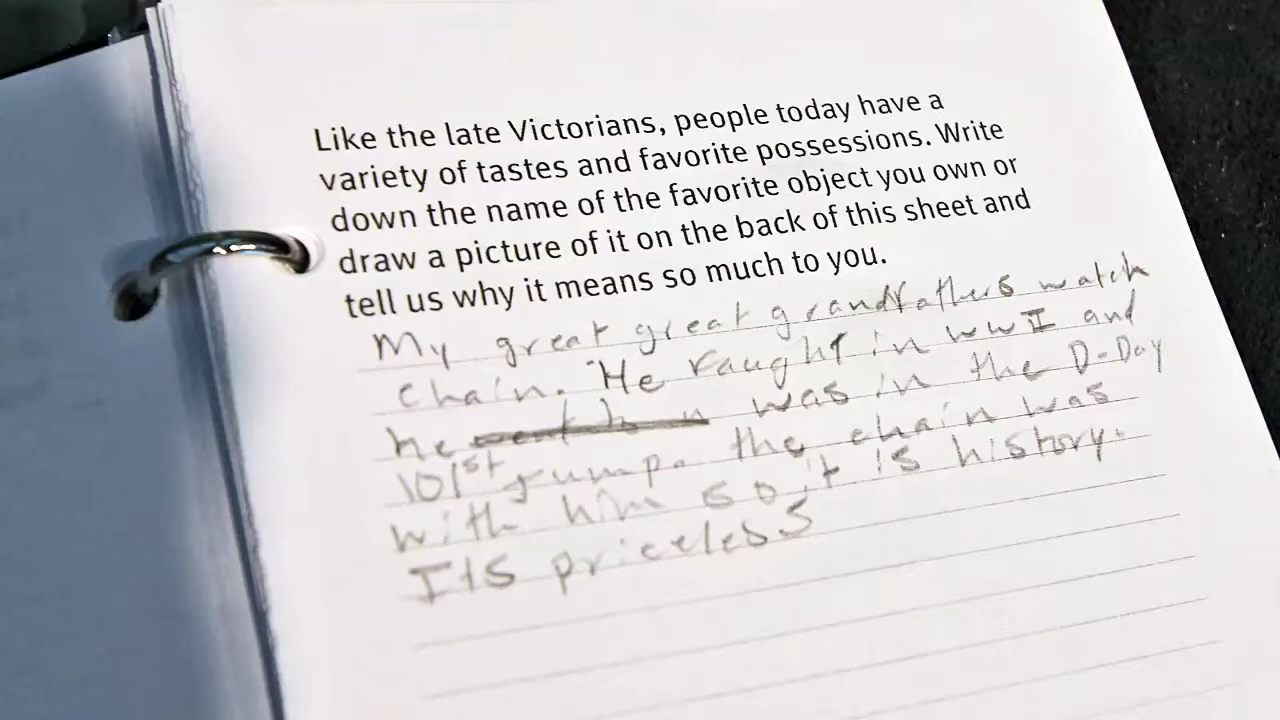 Like the late Victorians, people today have a
variety of tastes and favorite possessions. Write
down the name of the favorite object you own or
draw a picture of it on the back of this sheet and
tell us why it means so much to you.
My great great grandfathers watch
chain. He faught in WWI and
he was in the D-Day
101st jump. the chain was
with him so it is history.
Its priceless